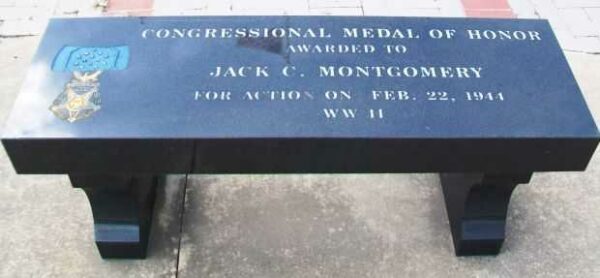 CONGRESSIONAL MEDAL OF HONOR
AWARDED TO
JACK C. MONTGOMERY
FOR ACTION ON FEB. 22, 1944
WW II